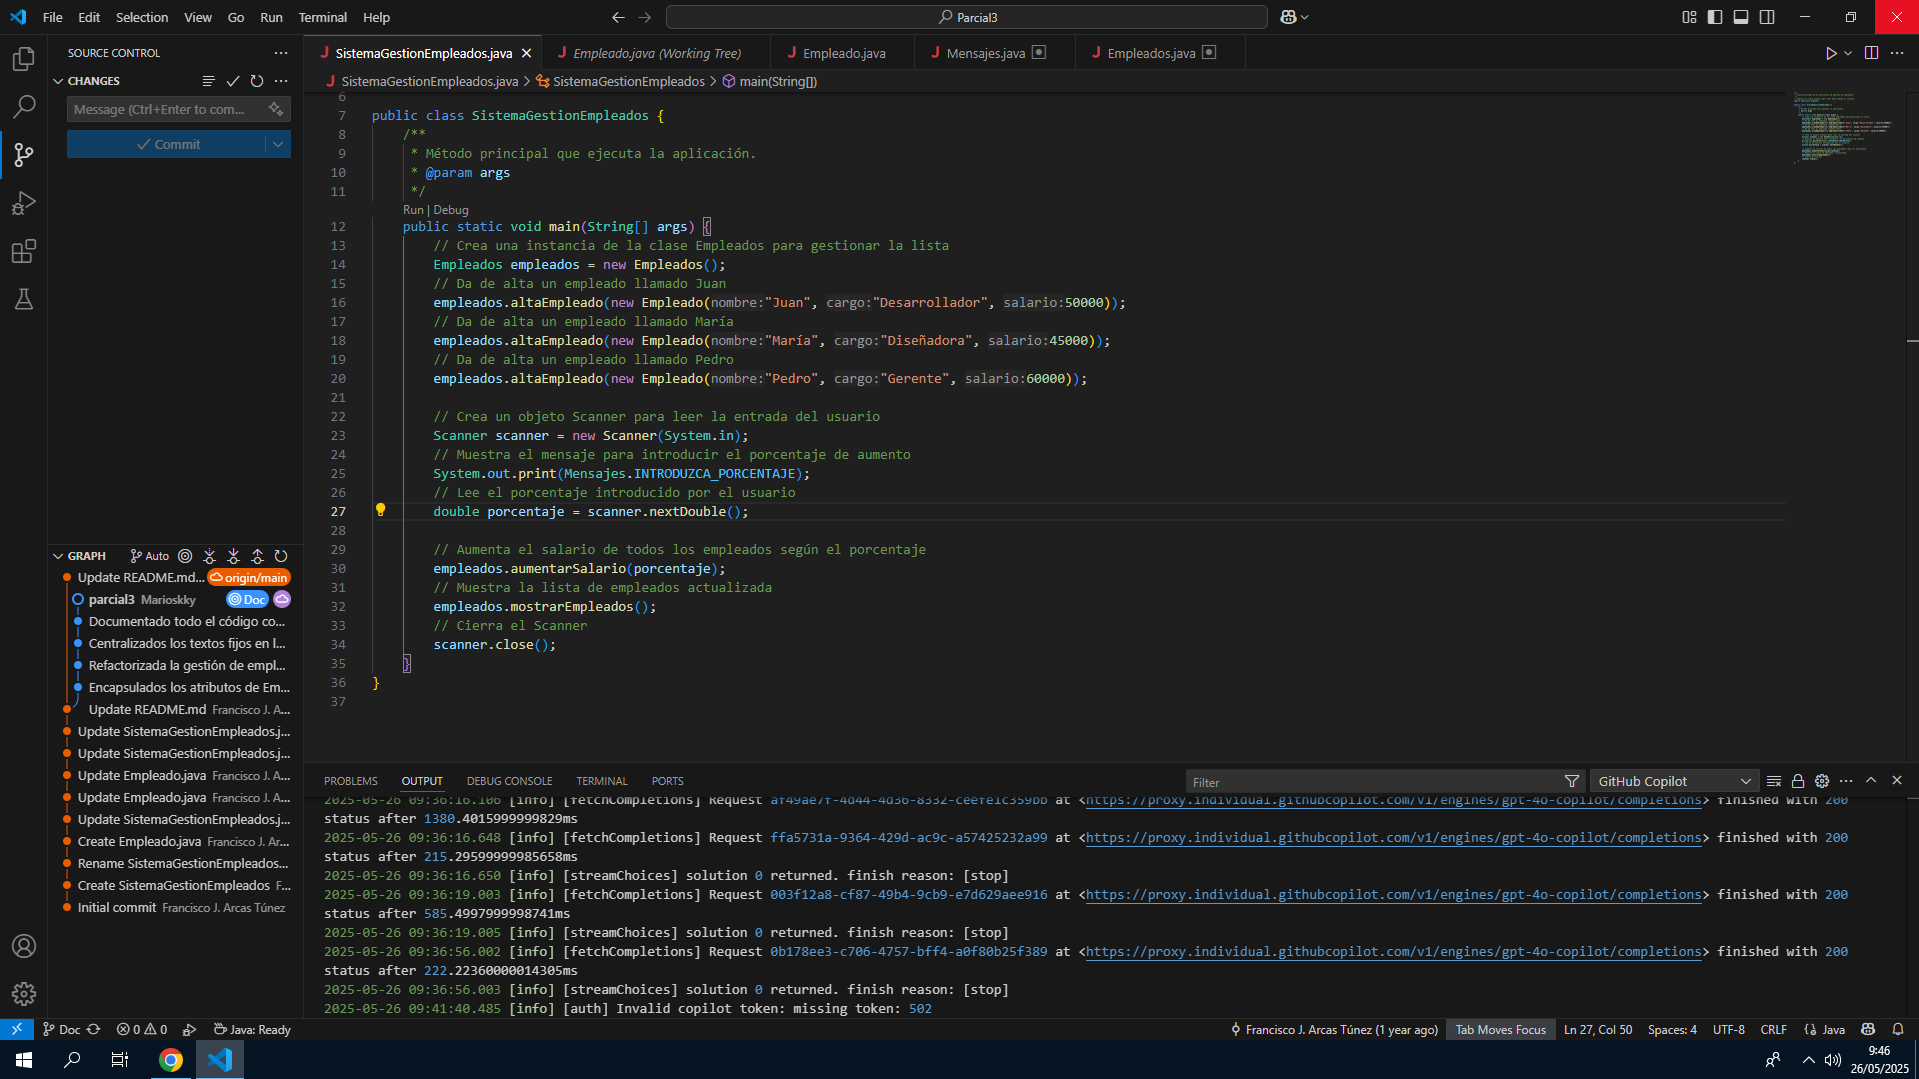 File Edit Selection View Go Run Terminal Help
Parcial3
SOURCE CONTROL
CHANGES
Message (Ctrl+Enter to com...
Commit
SistemaGestionEmpleados.java
Empleado.java (Working Tree)
Empleado.java
Mensajes.java
Empleados.java
SistemaGestionEmpleados.java > SistemaGestionEmpleados > main(String[])
6
7 public class SistemaGestionEmpleados {
8 /**
9 * Método principal que ejecuta la aplicación.
10 * @param args
11 */
Run | Debug
12 public static void main(String[] args) {
13 // Crea una instancia de la clase Empleados para gestionar la lista
14 Empleados empleados = new Empleados();
15 // Da de alta un empleado llamado Juan
16 empleados.altaEmpleado(new Empleado(nombre:"Juan", cargo:"Desarrollador", salario:50000));
17 // Da de alta un empleado llamado María
18 empleados.altaEmpleado(new Empleado(nombre:"María", cargo:"Diseñadora", salario:45000));
19 // Da de alta un empleado llamado Pedro
20 empleados.altaEmpleado(new Empleado(nombre:"Pedro", cargo:"Gerente", salario:60000));
21
22 // Crea un objeto Scanner para leer la entrada del usuario
23 Scanner scanner = new Scanner(System.in);
24 // Muestra el mensaje para introducir el porcentaje de aumento
25 System.out.print(Mensajes.INTRODUZCA_PORCENTAJE);
26 // Lee el porcentaje introducido por el usuario
27 double porcentaje = scanner.nextDouble();
28
29 // Aumenta el salario de todos los empleados según el porcentaje
30 empleados.aumentarSalario(porcentaje);
31 // Muestra la lista de empleados actualizada
32 empleados.mostrarEmpleados();
33 // Cierra el Scanner
34 scanner.close();
35 }
36 }
37
GRAPH Auto
Update README.md... origin/main
parcial3 Marioskky Doc
Documentado todo el código co...
Centralizados los textos fijos en l...
Refactorizada la gestión de empl...
Encapsulados los atributos de Em...
Update README.md Francisco J. A...
Update SistemaGestionEmpleados.j...
Update SistemaGestionEmpleados.j...
Update Empleado.java Francisco J. ...
Update Empleado.java Francisco J. ...
Update SistemaGestionEmpleados.j...
Create Empleado.java Francisco J. Ar...
Rename SistemaGestionEmpleados...
Create SistemaGestionEmpleados F...
Initial commit Francisco J. Arcas Túnez
PROBLEMS OUTPUT DEBUG CONSOLE TERMINAL PORTS
Filter
GitHub Copilot
2025-05-26 09:36:16.106 [info] [fetchCompletions] Request af49ae7f-4d44-4d36-8332-ceefe1c359bb at <https://proxy.individual.githubcopilot.com/v1/engines/gpt-4o-copilot/completions> finished with 200
status after 1380.4015999999829ms
2025-05-26 09:36:16.648 [info] [fetchCompletions] Request ffa5731a-9364-429d-ac9c-a57425232a99 at <https://proxy.individual.githubcopilot.com/v1/engines/gpt-4o-copilot/completions> finished with 200
status after 215.29599999985658ms
2025-05-26 09:36:16.650 [info] [streamChoices] solution 0 returned. finish reason: [stop]
2025-05-26 09:36:19.003 [info] [fetchCompletions] Request 003f12a8-cf87-49b4-9cb9-e7d629aee916 at <https://proxy.individual.githubcopilot.com/v1/engines/gpt-4o-copilot/completions> finished with 200
status after 585.4997999998741ms
2025-05-26 09:36:19.005 [info] [streamChoices] solution 0 returned. finish reason: [stop]
2025-05-26 09:36:56.002 [info] [fetchCompletions] Request 0b178ee3-c706-4757-bff4-a0f80b25f389 at <https://proxy.individual.githubcopilot.com/v1/engines/gpt-4o-copilot/completions> finished with 200
status after 222.22360000014305ms
2025-05-26 09:36:56.003 [info] [streamChoices] solution 0 returned. finish reason: [stop]
2025-05-26 09:41:40.485 [info] [auth] Invalid copilot token: missing token: 502
Doc 0 0 Java: Ready
Francisco J. Arcas Túnez (1 year ago) Tab Moves Focus Ln 27, Col 50 Spaces: 4 UTF-8 CRLF Java
9:46
26/05/2025